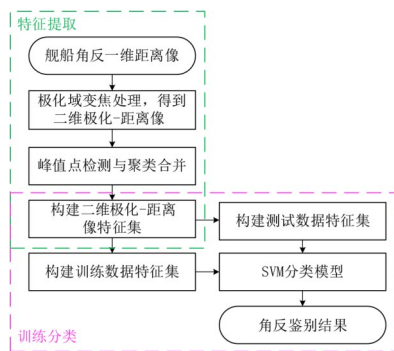 特征提取
舰船角反一维距离像
极化域变焦处理，得到
二维极化-距离像
峰值点检测与聚类合并
构建二维极化-距离
像特征集
构建测试数据特征集
构建训练数据特征集
SVM分类模型
角反鉴别结果
训练分类